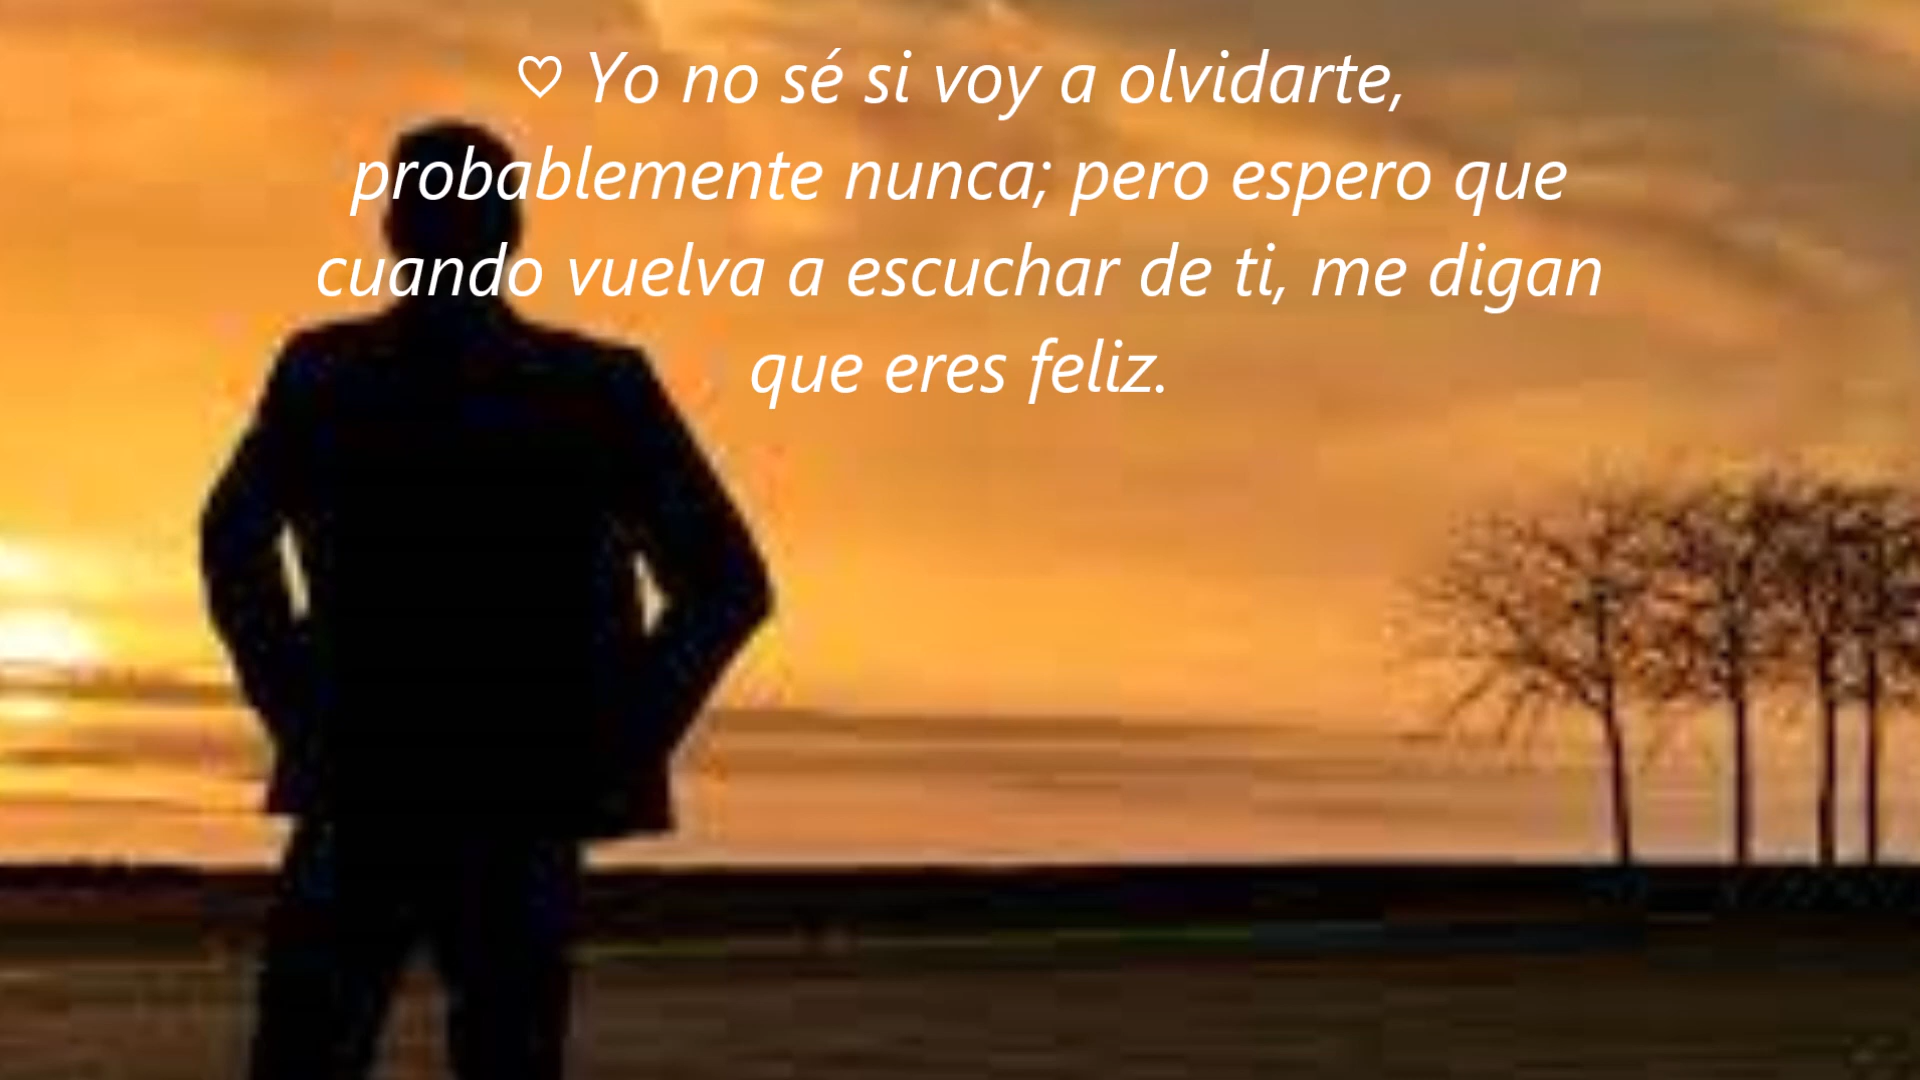 ♡ Yo no sé si voy a olvidarte,
probablemente nunca; pero espero que
cuando vuelva a escuchar de ti, me digan
que eres feliz.